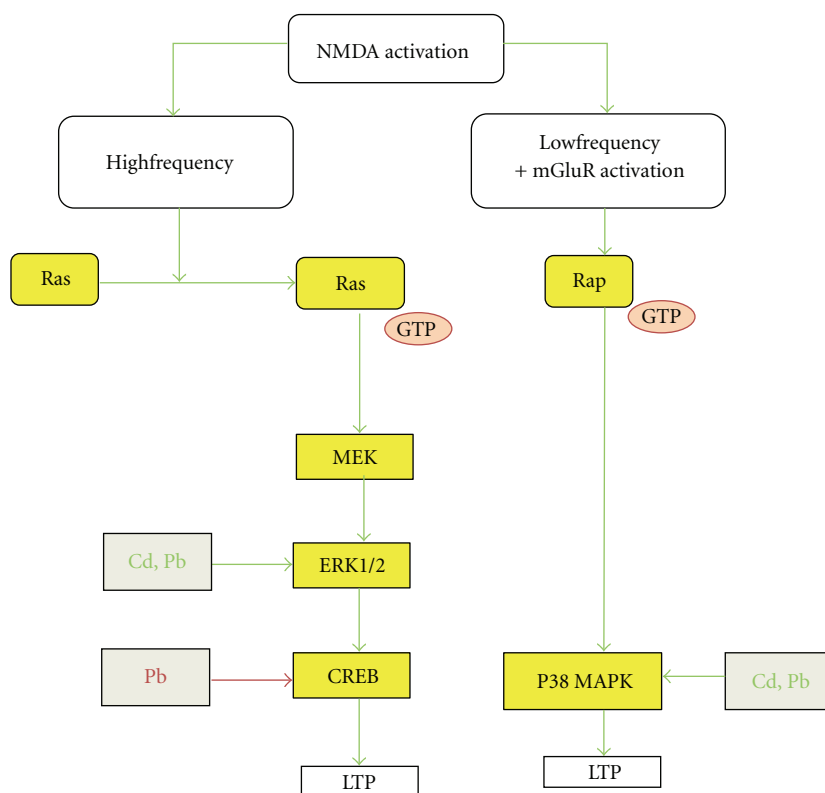 NMDA activation
Highfrequency
Lowfrequency
+ mGluR activation
Ras
Ras
GTP
Rap
GTP
MEK
Cd, Pb
ERK1/2
Pb
CREB
P38 MAPK
Cd, Pb
LTP
LTP